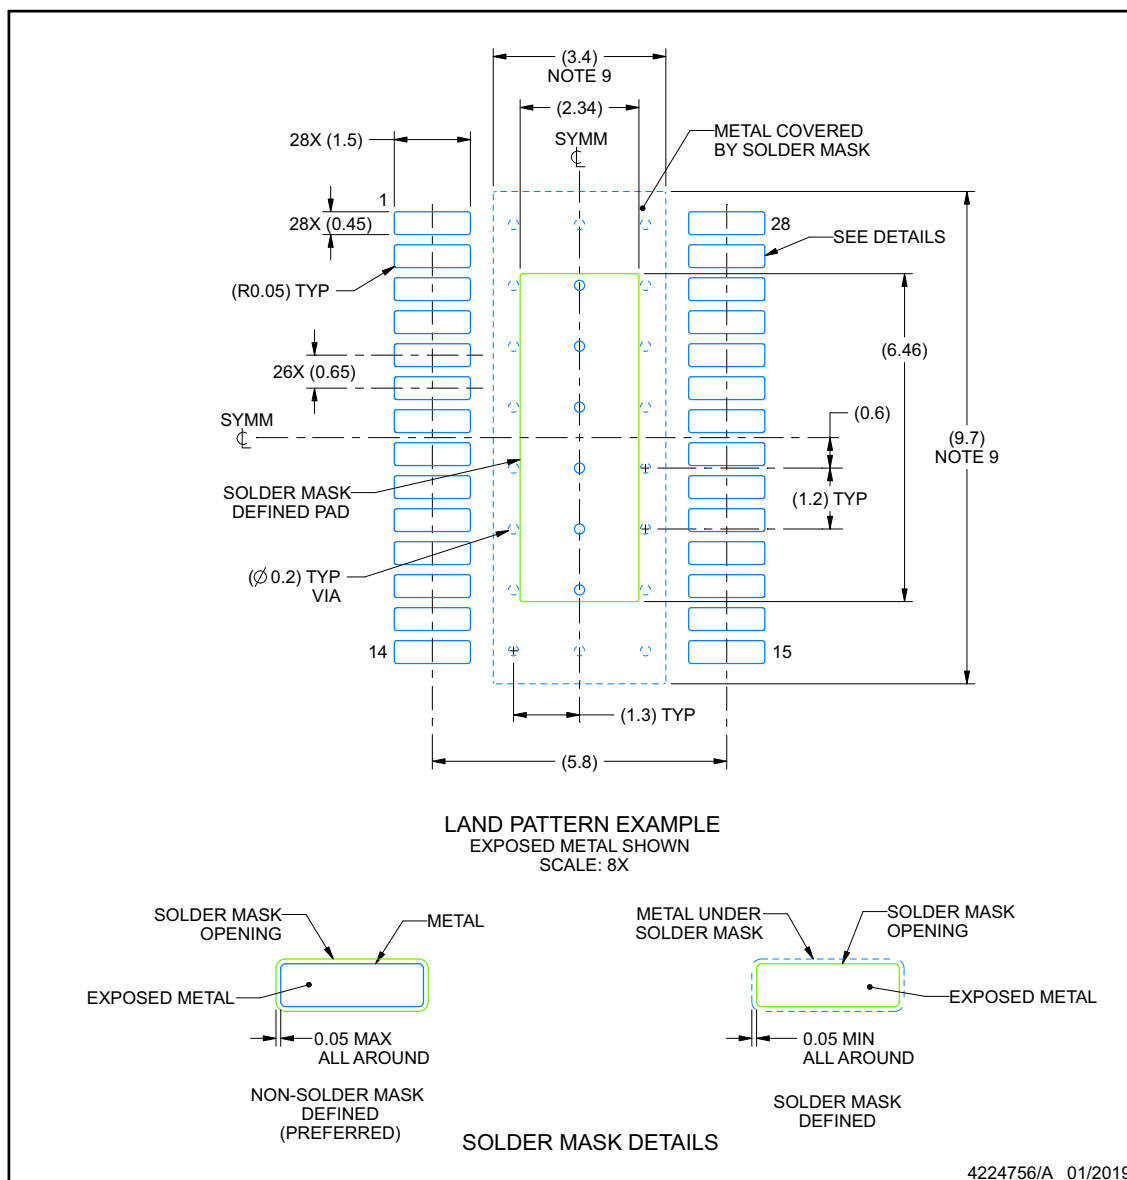 (3.4)
NOTE 9
(2.34)
SYMM
METAL COVERED
BY SOLDER MASK
28X (1.5)
1
28X (0.45)
28
SEE DETAILS
(R0.05) TYP
(6.46)
26X (0.65)
(0.6)
SYMM
(9.7)
NOTE 9
SOLDER MASK
DEFINED PAD
(1.2) TYP
(Ø0.2) TYP
VIA
14
15
(1.3) TYP
(5.8)
LAND PATTERN EXAMPLE
EXPOSED METAL SHOWN
SCALE: 8X
SOLDER MASK
OPENING
METAL
EXPOSED METAL
0.05 MAX
ALL AROUND
NON-SOLDER MASK
DEFINED
(PREFERRED)
METAL UNDER
SOLDER MASK
SOLDER MASK
OPENING
EXPOSED METAL
0.05 MIN
ALL AROUND
SOLDER MASK
DEFINED
SOLDER MASK DETAILS
4224756/A 01/2019